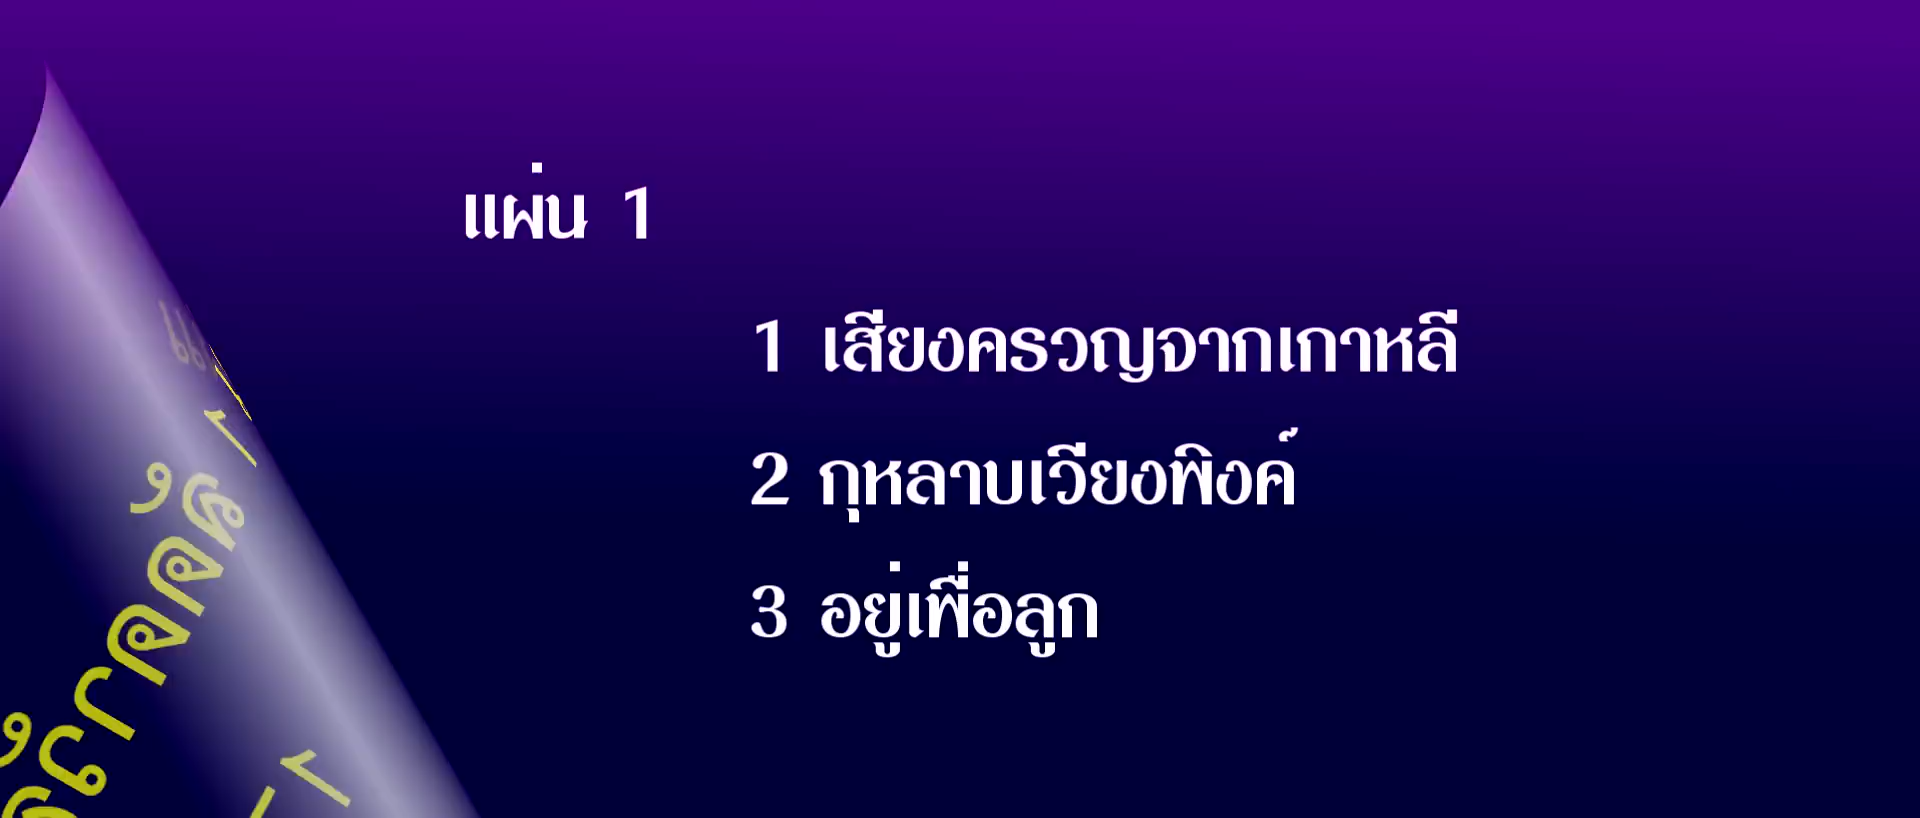 แผ่น 1
1 เสียงครวญจากเกาหลี
2 กุหลาบเวียงพิงค์
3 อยู่เพื่อลูก